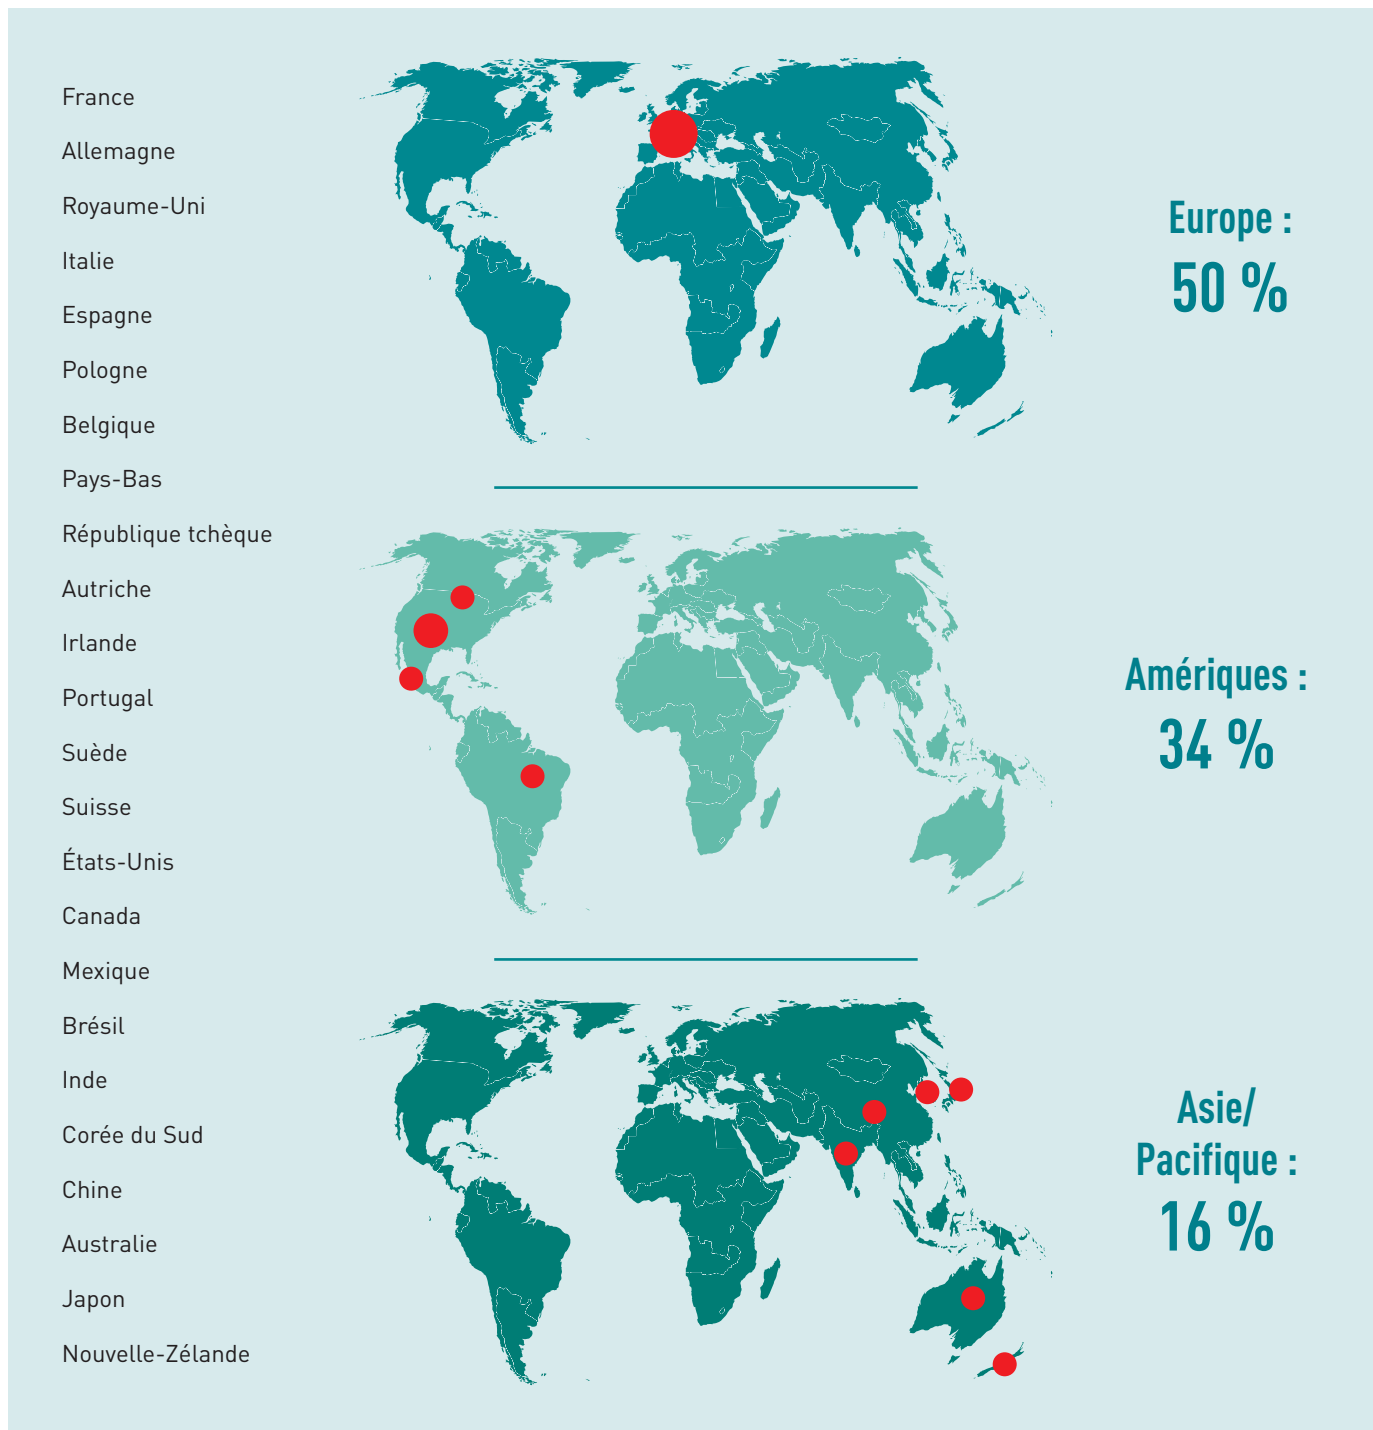 France
Allemagne
Royaume-Uni
Italie
Espagne
Pologne
Belgique
Pays-Bas
République tchèque
Autriche
Irlande
Portugal
Suède
Suisse
États-Unis
Canada
Mexique
Brésil
Inde
Corée du Sud
Chine
Australie
Japon
Nouvelle-Zélande
Europe :
50 %
Amériques :
34 %
Asie/
Pacifique :
16 %